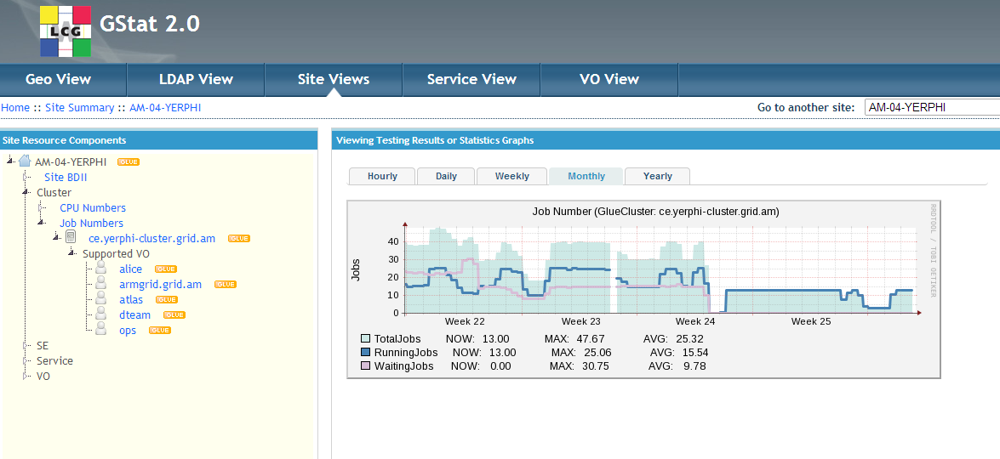 LCG GStat 2.0
Geo View LDAP View Site Views Service View VO View
Home :: Site Summary :: AM-04-YERPHI Go to another site: AM-04-YERPHI
Site Resource Components
AM-04-YERPHI GLUE
Site BDII
Cluster
CPU Numbers
Job Numbers
ce.yerphi-cluster.grid.am GLUE
Supported VO
alice GLUE
armgrid.grid.am GLUE
atlas GLUE
dteam GLUE
ops GLUE
SE
Service
VO
Viewing Testing Results or Statistics Graphs
Hourly Daily Weekly Monthly Yearly
Job Number (GlueCluster: ce.yerphi-cluster.grid.am)
RRDTOOL / TOBI OETIKER
Jobs
40
30
20
10
0
Week 22 Week 23 Week 24 Week 25
TotalJobs NOW: 13.00 MAX: 47.67 AVG: 25.32
RunningJobs NOW: 13.00 MAX: 25.06 AVG: 15.54
WaitingJobs NOW: 0.00 MAX: 30.75 AVG: 9.78